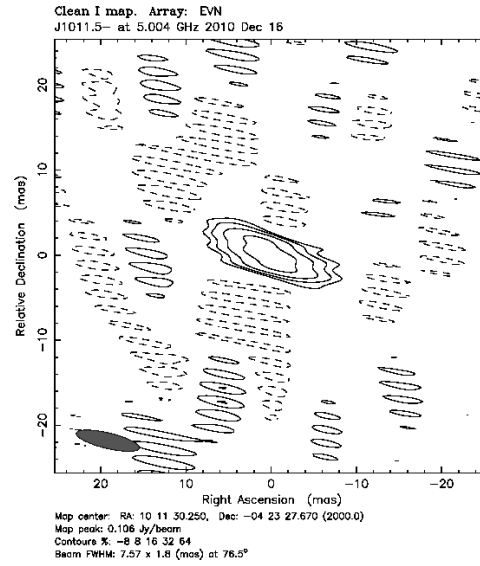 Clean I map. Array: EVN
J1011.5- at 5.004 GHz 2010 Dec 16
Relative Declination (mas)
20
10
0
-10
-20
20 10 0 -10 -20
Right Ascension (mas)
Map center: RA: 10 11 30.250, Dec: -04 23 27.670 (2000.0)
Map peak: 0.106 Jy/beam
Contours %: -8 8 16 32 64
Beam FWHM: 7.57 x 1.8 (mas) at 76.5°